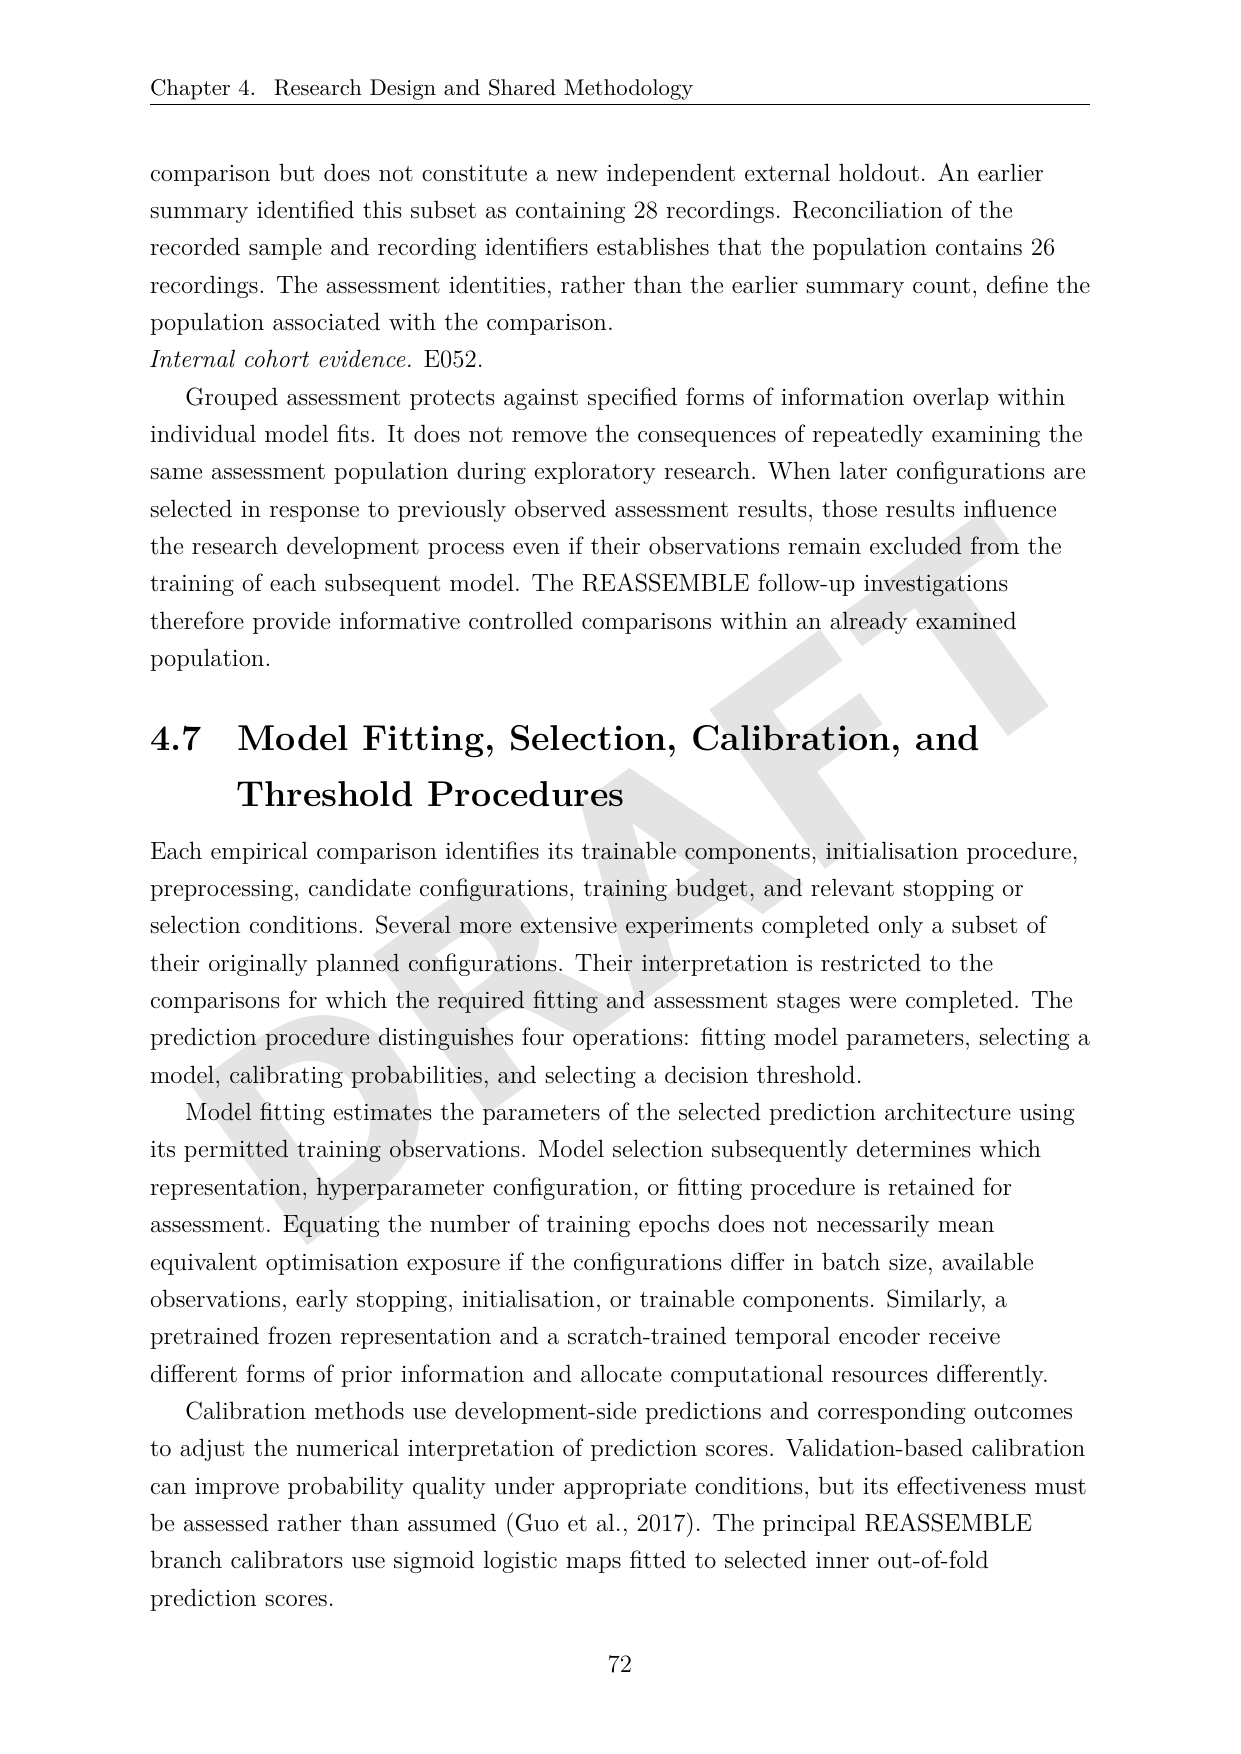 Chapter 4. Research Design and Shared Methodology
comparison but does not constitute a new independent external holdout. An earlier
summary identified this subset as containing 28 recordings. Reconciliation of the
recorded sample and recording identifiers establishes that the population contains 26
recordings. The assessment identities, rather than the earlier summary count, define the
population associated with the comparison.
Internal cohort evidence. E052.
Grouped assessment protects against specified forms of information overlap within
individual model fits. It does not remove the consequences of repeatedly examining the
same assessment population during exploratory research. When later configurations are
selected in response to previously observed assessment results, those results influence
the research development process even if their observations remain excluded from the
training of each subsequent model. The REASSEMBLE follow-up investigations
therefore provide informative controlled comparisons within an already examined
population.
4.7 Model Fitting, Selection, Calibration, and
Threshold Procedures
Each empirical comparison identifies its trainable components, initialisation procedure,
preprocessing, candidate configurations, training budget, and relevant stopping or
selection conditions. Several more extensive experiments completed only a subset of
their originally planned configurations. Their interpretation is restricted to the
comparisons for which the required fitting and assessment stages were completed. The
prediction procedure distinguishes four operations: fitting model parameters, selecting a
model, calibrating probabilities, and selecting a decision threshold.
Model fitting estimates the parameters of the selected prediction architecture using
its permitted training observations. Model selection subsequently determines which
representation, hyperparameter configuration, or fitting procedure is retained for
assessment. Equating the number of training epochs does not necessarily mean
equivalent optimisation exposure if the configurations differ in batch size, available
observations, early stopping, initialisation, or trainable components. Similarly, a
pretrained frozen representation and a scratch-trained temporal encoder receive
different forms of prior information and allocate computational resources differently.
Calibration methods use development-side predictions and corresponding outcomes
to adjust the numerical interpretation of prediction scores. Validation-based calibration
can improve probability quality under appropriate conditions, but its effectiveness must
be assessed rather than assumed (Guo et al., 2017). The principal REASSEMBLE
branch calibrators use sigmoid logistic maps fitted to selected inner out-of-fold
prediction scores.
72
DRAFT